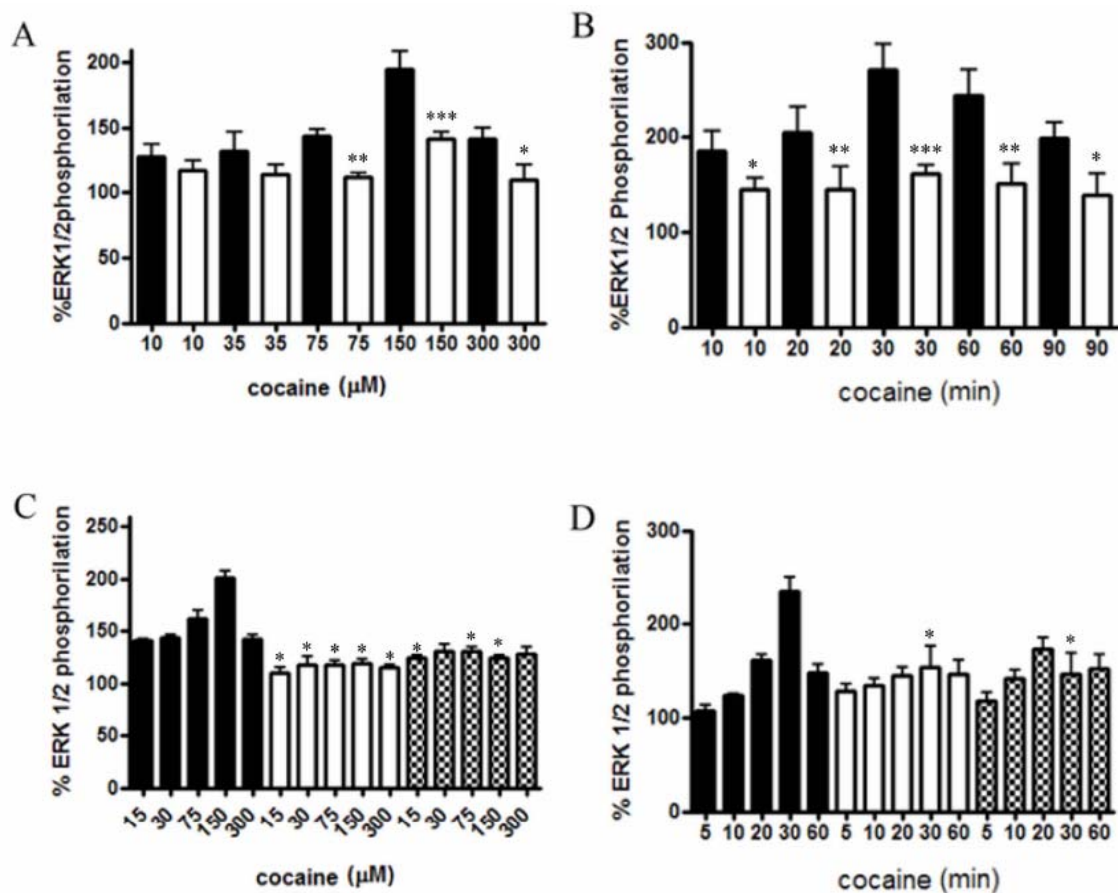 A
%ERK1/2phosphorilation
200
150
100
50
0
***
**
*
10 10 35 35 75 75 150 150 300 300
cocaine (μM)
B
%ERK1/2 Phosphorilation
300
200
100
0
* ** *** ** *
10 10 20 20 30 30 60 60 90 90
cocaine (min)
C
% ERK 1/2 phosphorilation
250
200
150
100
50
0
* * * * * * * *
15 30 75 150 300 15 30 75 150 300 15 30 75 150 300
cocaine (μM)
D
% ERK 1/2 phosphorilation
300
200
100
0
* *
5 10 20 30 60 5 10 20 30 60 5 10 20 30 60
cocaine (min)